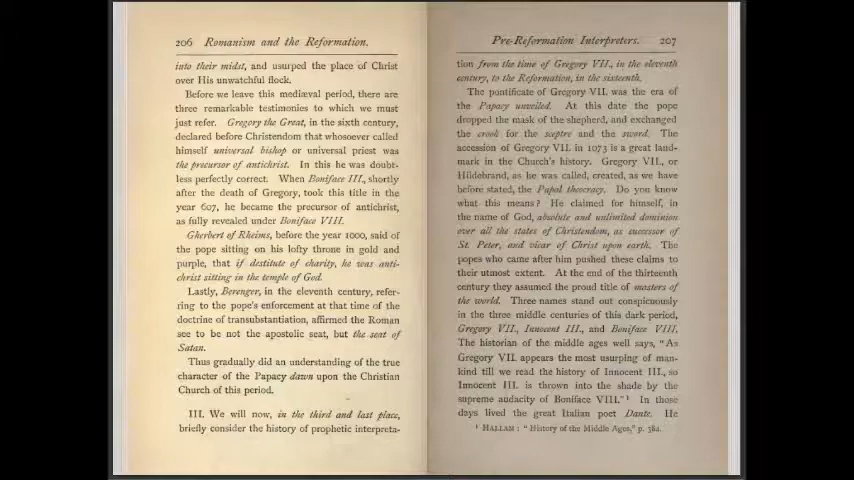 206 Romanism and the Reformation.
into their midst, and usurped the place of Christ
over His unwatchful flock.
Before we leave this mediæval period, there are
three remarkable testimonies to which we must
just refer. Gregory the Great, in the sixth century,
declared before Christendom that whosoever called
himself universal bishop or universal priest was
the precursor of antichrist. In this he was doubt-
less perfectly correct. When Boniface III., shortly
after the death of Gregory, took this title in the
year 607, he became the precursor of antichrist,
as fully revealed under Boniface VIII.
Gherbert of Rheims, before the year 1000, said of
the pope sitting on his lofty throne in gold and
purple, that if destitute of charity, he was anti-
christ sitting in the temple of God.
Lastly, Berenger, in the eleventh century, refer-
ring to the pope's enforcement at that time of the
doctrine of transubstantiation, affirmed the Roman
see to be not the apostolic seat, but the seat of
Satan.
Thus gradually did an understanding of the true
character of the Papacy dawn upon the Christian
Church of this period.
III. We will now, in the third and last place,
briefly consider the history of prophetic interpreta-
Pre-Reformation Interpreters. 207
tion from the time of Gregory VII., in the eleventh
century, to the Reformation, in the sixteenth.
The pontificate of Gregory VII. was the era of
the Papacy unveiled. At this date the pope
dropped the mask of the shepherd, and exchanged
the crook for the sceptre and the sword. The
accession of Gregory VII. in 1073 is a great land-
mark in the Church's history. Gregory VII., or
Hildebrand, as he was called, created, as we have
before stated, the Papal theocracy. Do you know
what this means? He claimed for himself, in
the name of God, absolute and unlimited dominion
over all the states of Christendom, as successor of
St. Peter, and vicar of Christ upon earth. The
popes who came after him pushed these claims to
their utmost extent. At the end of the thirteenth
century they assumed the proud title of masters of
the world. Three names stand out conspicuously
in the three middle centuries of this dark period,
Gregory VII., Innocent III., and Boniface VIII.
The historian of the middle ages well says, "As
Gregory VII. appears the most usurping of man-
kind till we read the history of Innocent III., so
Innocent III. is thrown into the shade by the
supreme audacity of Boniface VIII." ¹ In those
days lived the great Italian poet Dante. He
¹ HALLAM: "History of the Middle Ages," p. 384.